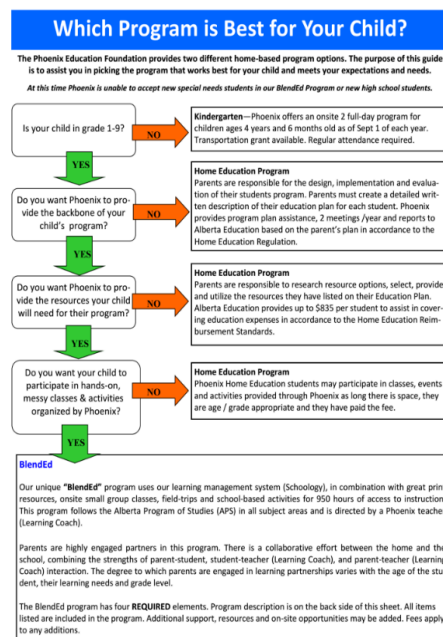 Which Program is Best for Your Child?
The Phoenix Education Foundation provides two different home-based program options. The purpose of this guide
is to assist you in picking the program that works best for your child and meets your expectations and needs.
At this time Phoenix is unable to accept new special needs students in our BlendEd Program or new high school students.
Is your child in grade 1-9?
NO
Kindergarten—Phoenix offers an onsite 2 full-day program for
children ages 4 years and 6 months old as of Sept 1 of each year.
Transportation grant available. Regular attendance required.
YES
Do you want Phoenix to pro-
vide the backbone of your
child's program?
NO
Home Education Program
Parents are responsible for the design, implementation and evalua-
tion of their students program. Parents must create a detailed writ-
ten description of their education plan for each student. Phoenix
provides program plan assistance, 2 meetings /year and reports to
Alberta Education based on the parent's plan in accordance to the
Home Education Regulation.
YES
Do you want Phoenix to pro-
vide the resources your child
will need for their program?
NO
Home Education Program
Parents are responsible to research resource options, select, provide
and utilize the resources they have listed on their Education Plan.
Alberta Education provides up to $835 per student to assist in cover-
ing education expenses in accordance to the Home Education Reim-
bursement Standards.
YES
Do you want your child to
participate in hands-on,
messy classes & activities
organized by Phoenix?
NO
Home Education Program
Phoenix Home Education students may participate in classes, events
and activities provided through Phoenix as long there is space, they
are age / grade appropriate and they have paid the fee.
YES
BlendEd
Our unique "BlendEd" program uses our learning management system (Schoology), in combination with great prin
resources, onsite small group classes, field-trips and school-based activities for 950 hours of access to instruction
This program follows the Alberta Program of Studies (APS) in all subject areas and is directed by a Phoenix teache
(Learning Coach).
Parents are highly engaged partners in this program. There is a collaborative effort between the home and the
school, combining the strengths of parent-student, student-teacher (Learning Coach), and parent-teacher (Learning
Coach) interaction. The degree to which parents are engaged in learning partnerships varies with the age of the stu
dent, their learning needs and grade level.
The BlendEd program has four REQUIRED elements. Program description is on the back side of this sheet. All items
listed are included in the program. Additional support, resources and on-site opportunities may be added. Fees apply
to any additions.